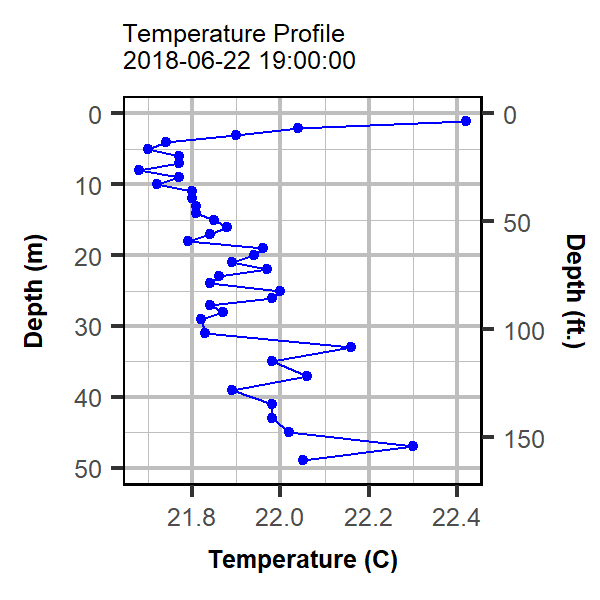 Temperature Profile
2018-06-22 19:00:00
0
10
20
30
40
50
Depth (m)
0
50
100
150
Depth (ft.)
21.8 22.0 22.2 22.4
Temperature (C)